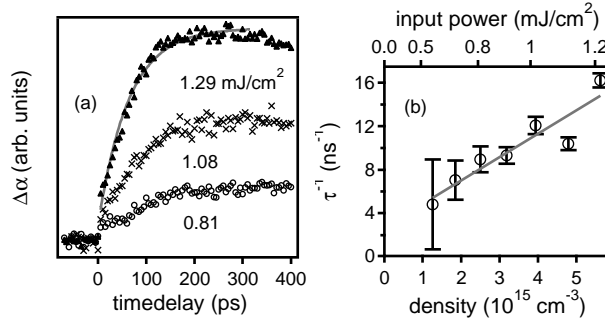 input power (mJ/cm²)
0.0 0.6 0.8 1 1.2
(a)
1.29 mJ/cm²
1.08
0.81
Δα (arb. units)
0 100 200 300 400
timedelay (ps)
(b)
16
12
8
4
0
τ⁻¹ (ns⁻¹)
0 1 2 3 4 5
density (10¹⁵ cm⁻³)